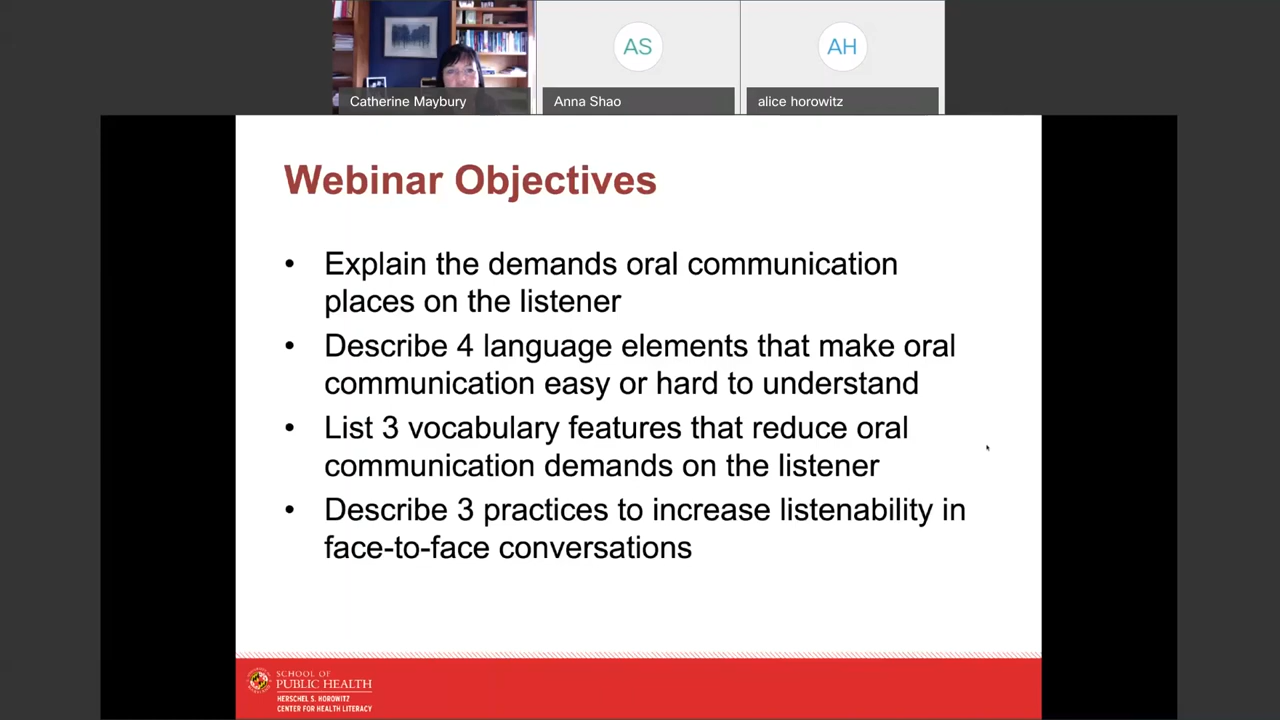 AS
AH
Catherine Maybury
Anna Shao
alice horowitz
Webinar Objectives
• Explain the demands oral communication
places on the listener
• Describe 4 language elements that make oral
communication easy or hard to understand
• List 3 vocabulary features that reduce oral
communication demands on the listener
• Describe 3 practices to increase listenability in
face-to-face conversations
SCHOOL OF
PUBLIC HEALTH
HERSCHEL S. HOROWITZ
CENTER FOR HEALTH LITERACY